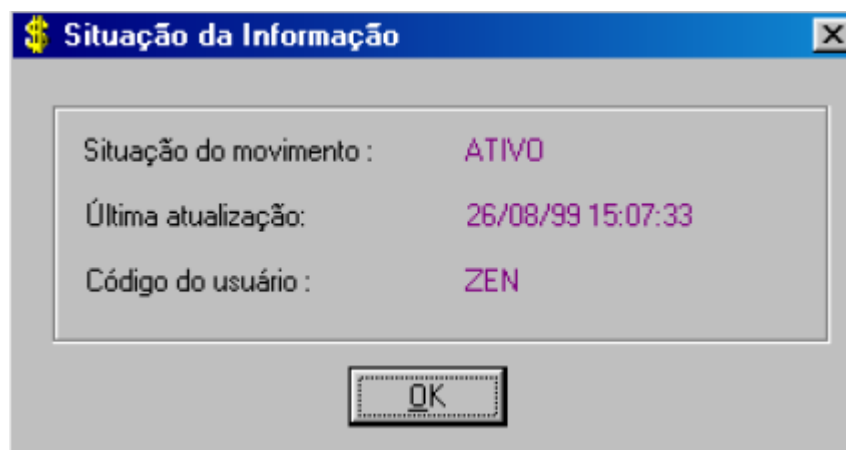 Situação da Informação
Situação do movimento : ATIVO
Última atualização: 26/08/99 15:07:33
Código do usuário : ZEN
OK